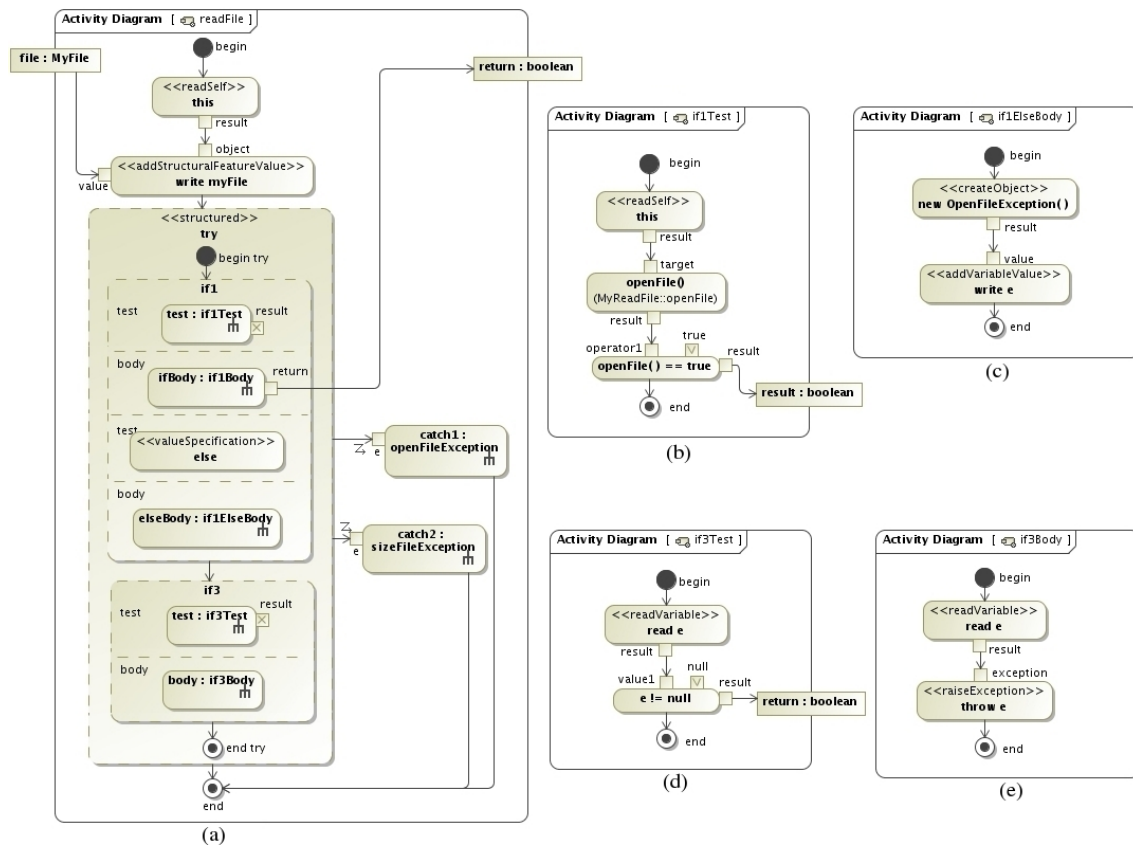 Activity Diagram [ readFile ]
begin
file : MyFile
return : boolean
<<readSelf>>
this
result
object
<<addStructuralFeatureValue>>
write myFile
value
<<structured>>
try
begin try
if1
test
test : if1Test
result
body
ifBody : if1Body
return
test
<<valueSpecification>>
else
body
elseBody : if1ElseBody
catch1 :
openFileException
e
catch2 :
sizeFileException
e
if3
test
test : if3Test
result
body
body : if3Body
end try
end
(a)
Activity Diagram [ if1Test ]
begin
<<readSelf>>
this
result
target
openFile()
(MyReadFile::openFile)
result
true
operator1
result
openFile() == true
result : boolean
end
(b)
Activity Diagram [ if1ElseBody ]
begin
<<createObject>>
new OpenFileException()
result
value
<<addVariableValue>>
write e
end
(c)
Activity Diagram [ if3Test ]
begin
<<readVariable>>
read e
result
null
value1
result
e != null
return : boolean
end
(d)
Activity Diagram [ if3Body ]
begin
<<readVariable>>
read e
result
exception
<<raiseException>>
throw e
end
(e)